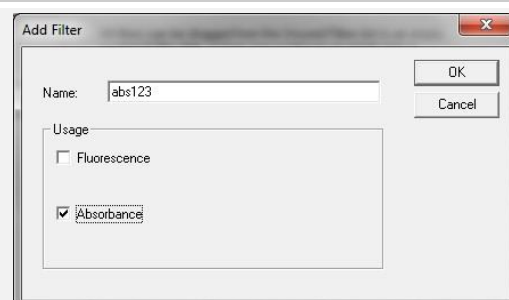 Add Filter
OK
Name: abs123
Cancel
Usage
Fluorescence
Absorbance